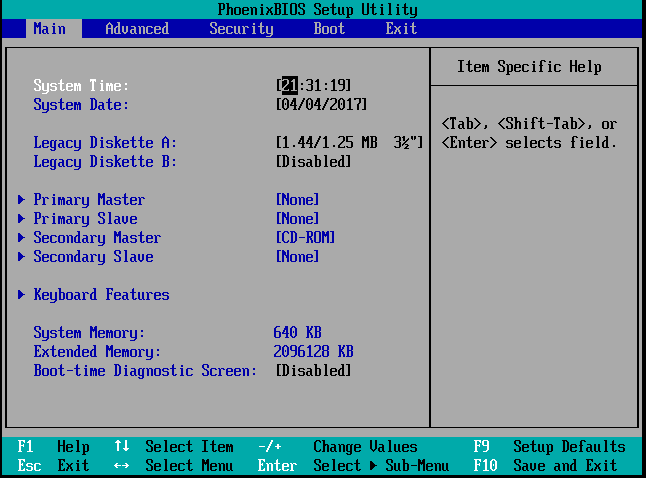 PhoenixBIOS Setup Utility
Main Advanced Security Boot Exit
System Time: [21:31:19]
System Date: [04/04/2017]
Legacy Diskette A: [1.44/1.25 MB 3½"]
Legacy Diskette B: [Disabled]
Primary Master [None]
Primary Slave [None]
Secondary Master [CD-ROM]
Secondary Slave [None]
Keyboard Features
System Memory: 640 KB
Extended Memory: 2096128 KB
Boot-time Diagnostic Screen: [Disabled]
Item Specific Help
<Tab>, <Shift-Tab>, or
<Enter> selects field.
F1 Help ↑↓ Select Item -/+ Change Values F9 Setup Defaults
Esc Exit ↔ Select Menu Enter Select ▶ Sub-Menu F10 Save and Exit